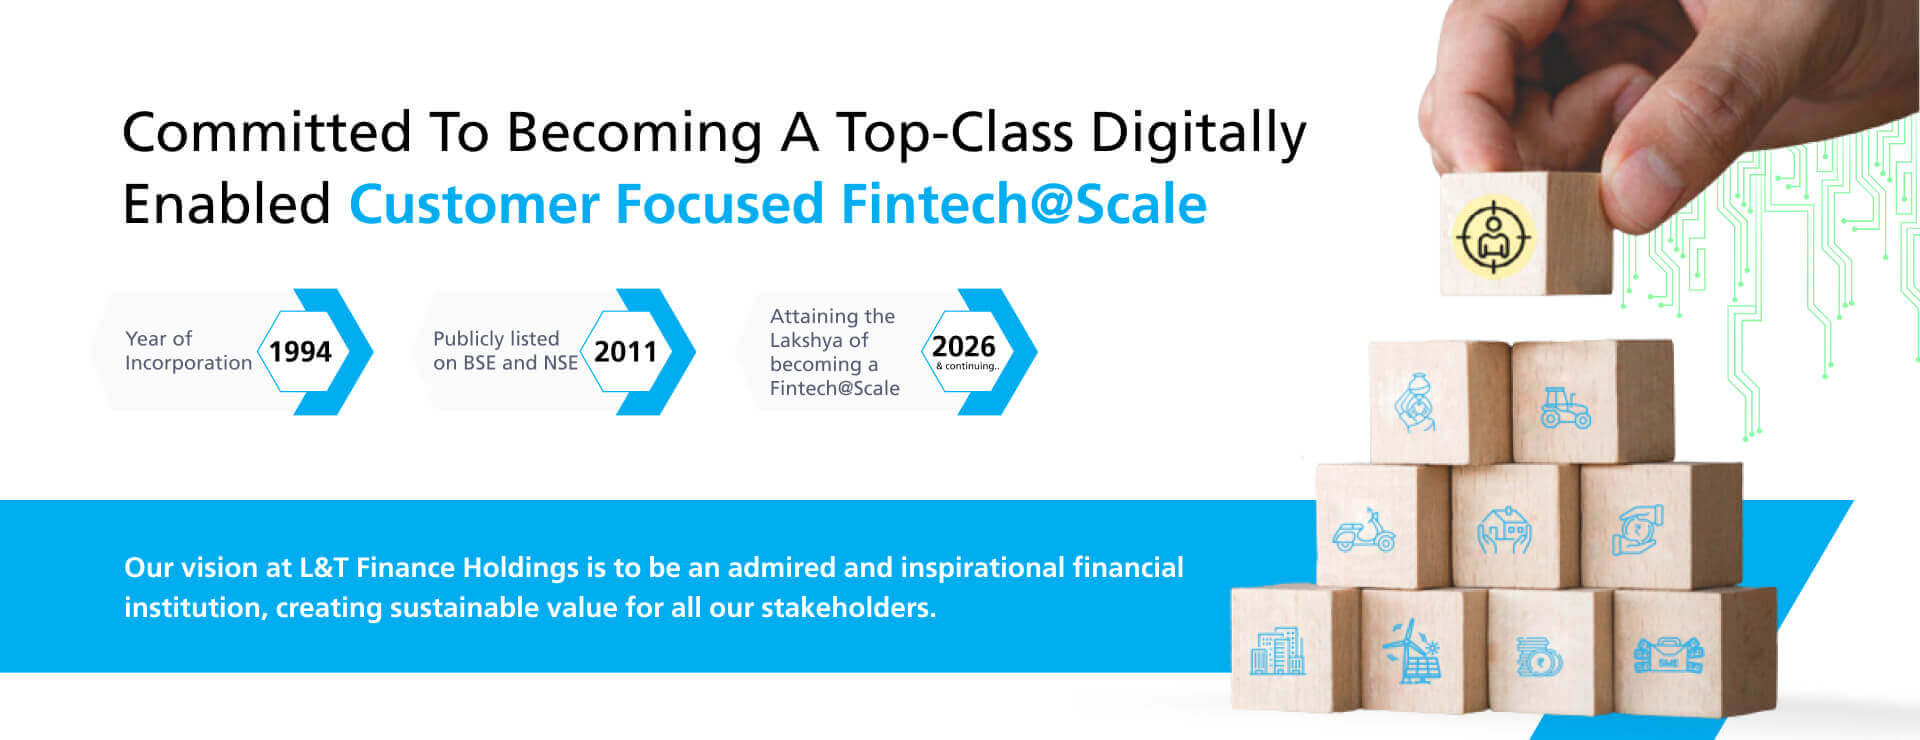 Committed To Becoming A Top-Class Digitally
Enabled Customer Focused Fintech@Scale
Year of
Incorporation
1994
Publicly listed
on BSE and NSE
2011
Attaining the
Lakshya of
becoming a
Fintech@Scale
2026
& continuing..
Our vision at L&T Finance Holdings is to be an admired and inspirational financial
institution, creating sustainable value for all our stakeholders.
₹
₹
SME